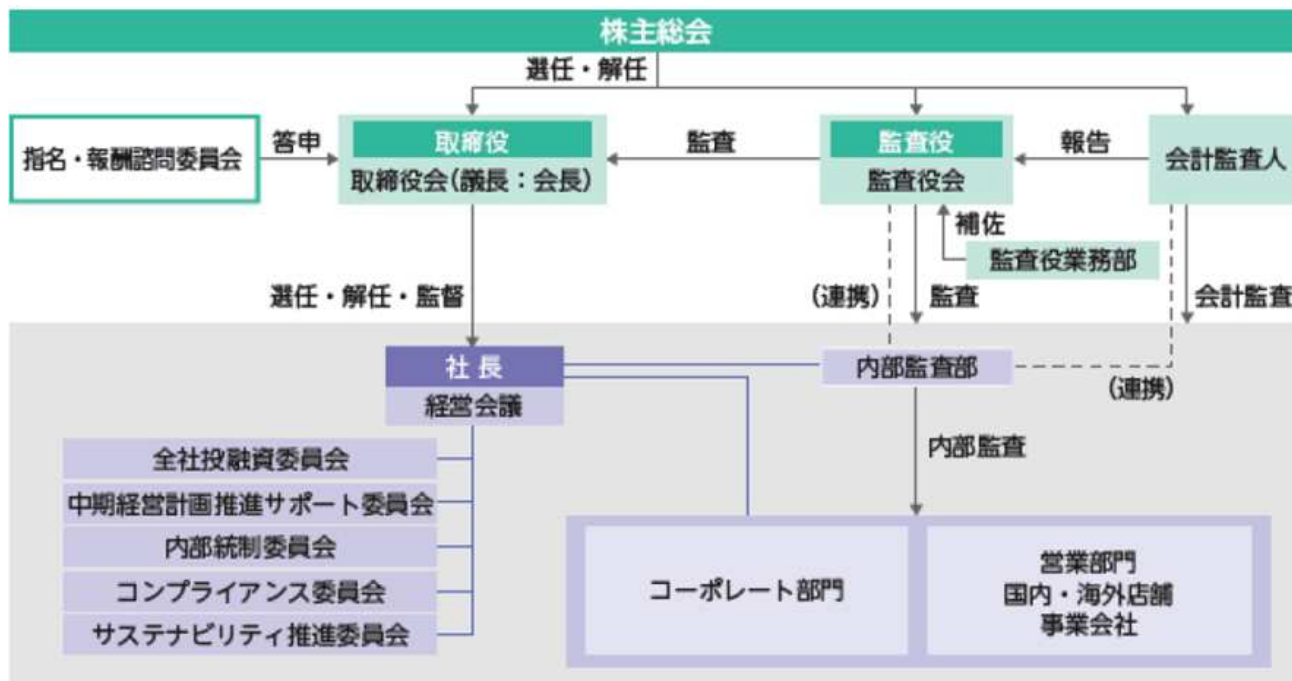 株主総会
選任・解任
指名・報酬諮問委員会
答申
取締役
取締役会(議長：会長)
監査
監査役
監査役会
報告
会計監査人
補佐
監査役業務部
選任・解任・監督
(連携)
監査
会計監査
社長
経営会議
内部監査部
(連携)
内部監査
全社投融資委員会
中期経営計画推進サポート委員会
内部統制委員会
コンプライアンス委員会
サステナビリティ推進委員会
コーポレート部門
営業部門
国内・海外店舗
事業会社